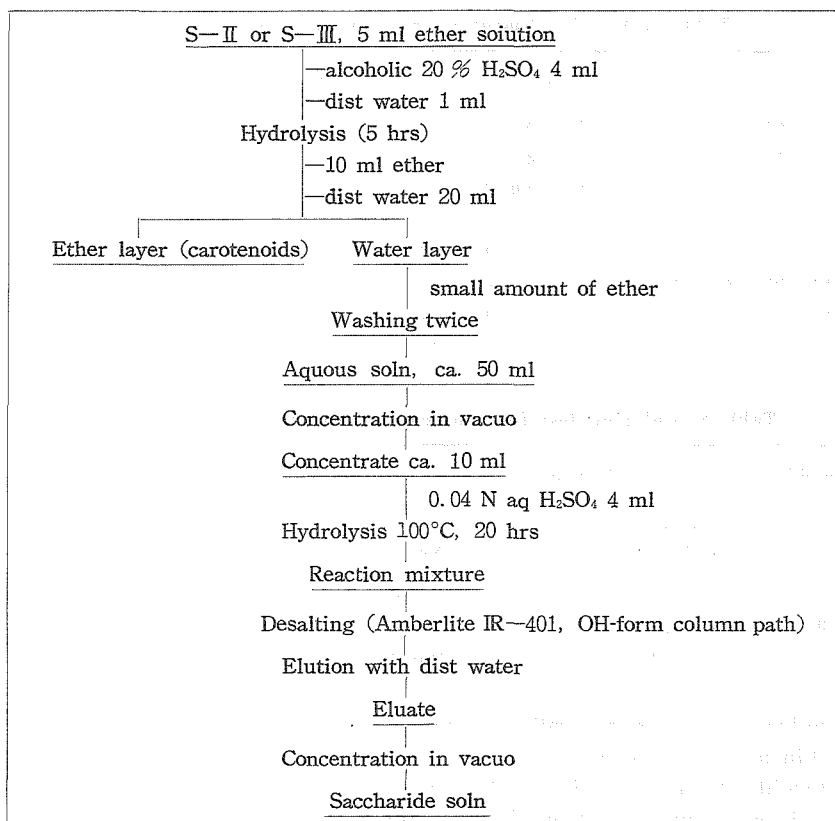 S—Ⅱ or S—Ⅲ, 5 ml ether soiution
—alcoholic 20 % H₂SO₄ 4 ml
—dist water 1 ml
Hydrolysis (5 hrs)
—10 ml ether
—dist water 20 ml
Ether layer (carotenoids) Water layer
small amount of ether
Washing twice
Aquous soln, ca. 50 ml
Concentration in vacuo
Concentrate ca. 10 ml
0.04 N aq H₂SO₄ 4 ml
Hydrolysis 100°C, 20 hrs
Reaction mixture
Desalting (Amberlite IR—401, OH-form column path)
Elution with dist water
Eluate
Concentration in vacuo
Saccharide soln